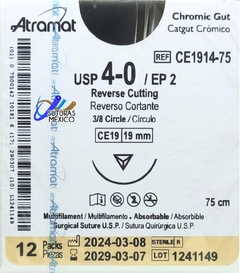 Atramat
Chromic Gut
Catgut Crómico
REF CE1914-75
USP 4-0 / EP 2
Reverse Cutting
Reverso Cortante
3/8 Circle / Círculo
CE19 19 mm
SUTURAS
MEXICO
75 cm
Multifilament / Multifilamento - Absorbable / Absorbible
Surgical Suture U.S.P. / Sutura Quirúrgica U.S.P.
12 Packs
Piezas
2024-03-08
STERILE R
2029-03-07
LOT 1241149